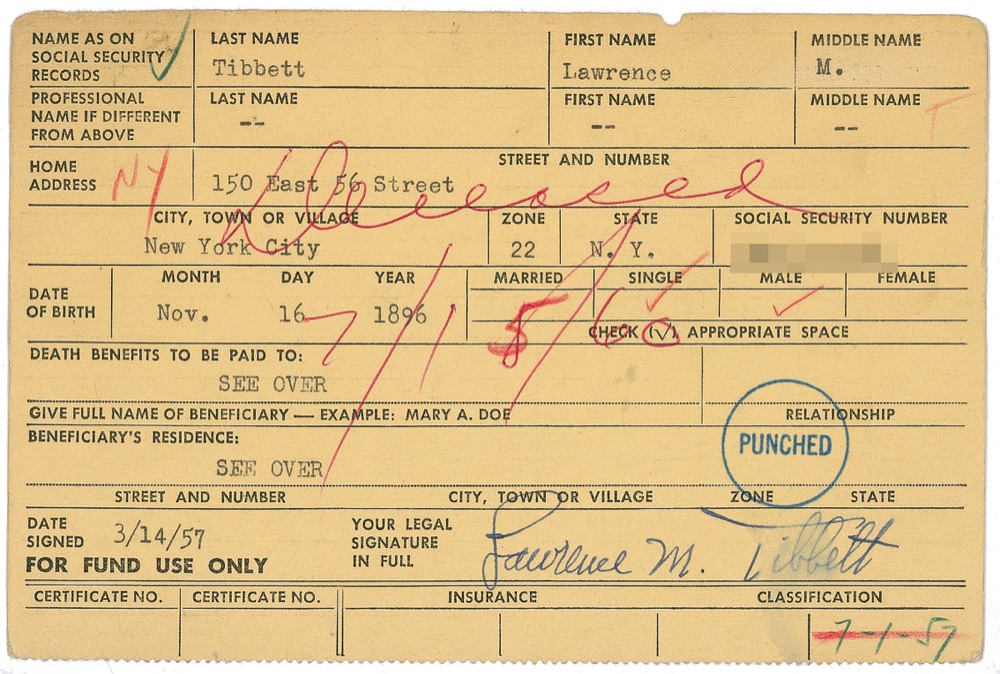 NAME AS ON SOCIAL SECURITY RECORDS
LAST NAME FIRST NAME MIDDLE NAME
Tibbett Lawrence M.
PROFESSIONAL NAME IF DIFFERENT FROM ABOVE
LAST NAME FIRST NAME MIDDLE NAME
-- -- --
T
HOME ADDRESS
NY
STREET AND NUMBER
150 East 56 Street
Deceased
CITY, TOWN OR VILLAGE ZONE STATE SOCIAL SECURITY NUMBER
New York City 22 N. Y.
DATE OF BIRTH
MONTH DAY YEAR MARRIED SINGLE MALE FEMALE
Nov. 16 1896
✓ ✓
7/15/60
CHECK (√) APPROPRIATE SPACE
DEATH BENEFITS TO BE PAID TO:
SEE OVER
GIVE FULL NAME OF BENEFICIARY — EXAMPLE: MARY A. DOE RELATIONSHIP
BENEFICIARY'S RESIDENCE:
PUNCHED
SEE OVER
STREET AND NUMBER CITY, TOWN OR VILLAGE ZONE STATE
DATE SIGNED 3/14/57
YOUR LEGAL SIGNATURE IN FULL
Lawrence M. Tibbett
FOR FUND USE ONLY
CERTIFICATE NO. CERTIFICATE NO. INSURANCE CLASSIFICATION
7-1-57